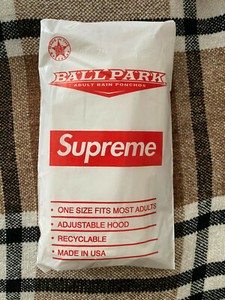 BALL PARK
ADULT RAIN PONCHOS
Supreme
• ONE SIZE FITS MOST ADULTS
• ADJUSTABLE HOOD
• RECYCLABLE
• MADE IN USA